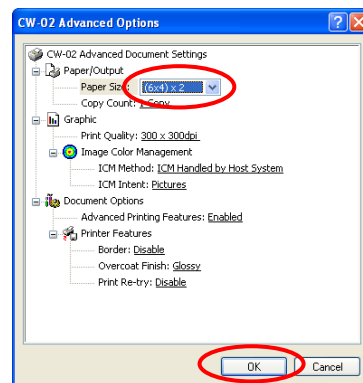 CW-02 Advanced Options
CW-02 Advanced Document Settings
Paper/Output
Paper Size: (6x4) x 2
Copy Count: 1 Copy
Graphic
Print Quality: 300 x 300dpi
Image Color Management
ICM Method: ICM Handled by Host System
ICM Intent: Pictures
Document Options
Advanced Printing Features: Enabled
Printer Features
Border: Disable
Overcoat Finish: Glossy
Print Re-try: Disable
OK Cancel